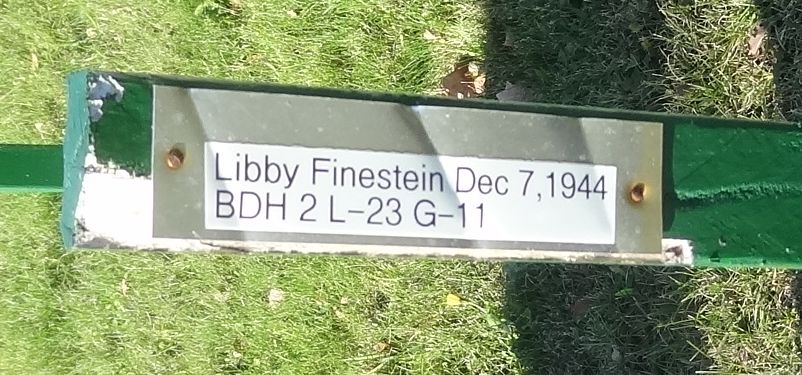 Libby Finestein Dec 7,1944
BDH 2 L-23 G-11